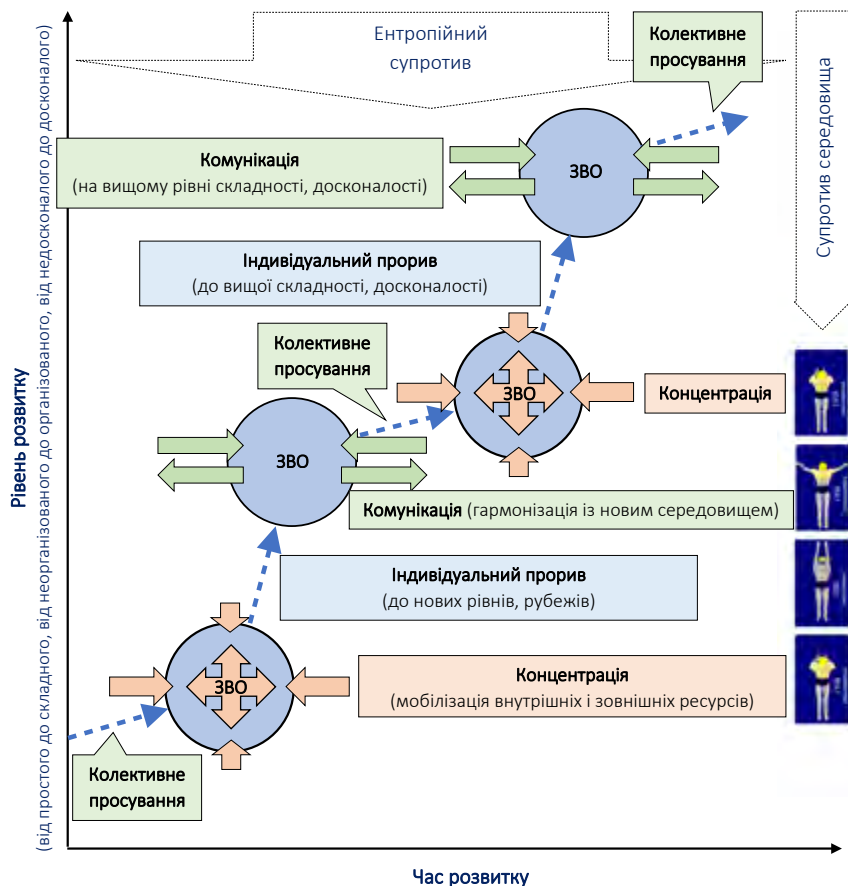 Ентропійний
супротив
Колективне
просування
Супротив середовища
Комунікація
(на вищому рівні складності, досконалості)
ЗВО
Індивідуальний прорив
(до вищої складності, досконалості)
Колективне
просування
ЗВО
Концентрація
ЗВО
Комунікація (гармонізація із новим середовищем)
Індивідуальний прорив
(до нових рівнів, рубежів)
ЗВО
Концентрація
(мобілізація внутрішніх і зовнішніх ресурсів)
Колективне
просування
Рівень розвитку
(від простого до складного, від неорганізованого до організованого, від недосконалого до досконалого)
Час розвитку